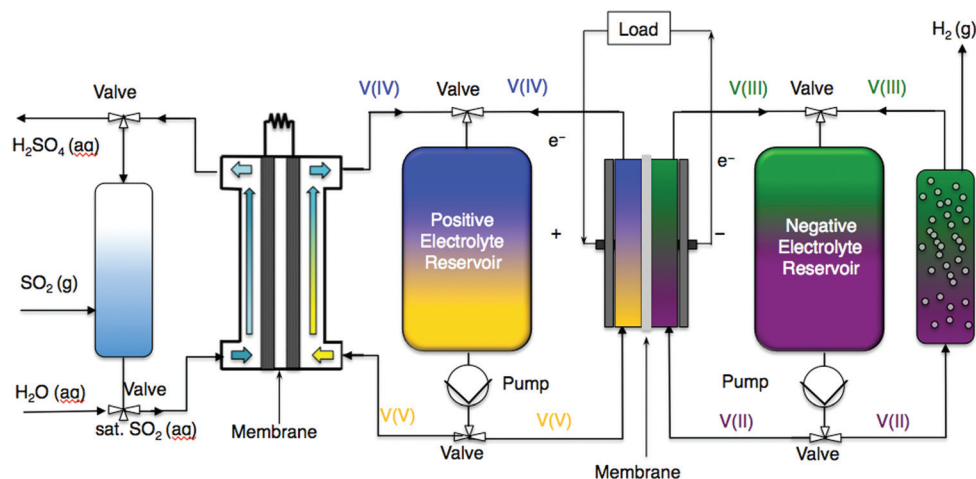 Load
H₂ (g)
Valve
V(IV)
V(IV)
Valve
V(III)
V(III)
Valve
H₂SO₄ (aq)
e⁻
e⁻
Positive
Electrolyte
Reservoir
+
−
Negative
Electrolyte
Reservoir
SO₂ (g)
H₂O (aq)
Valve
sat. SO₂ (aq)
Membrane
V(V)
Pump
V(V)
Valve
Membrane
Pump
V(II)
V(II)
Valve